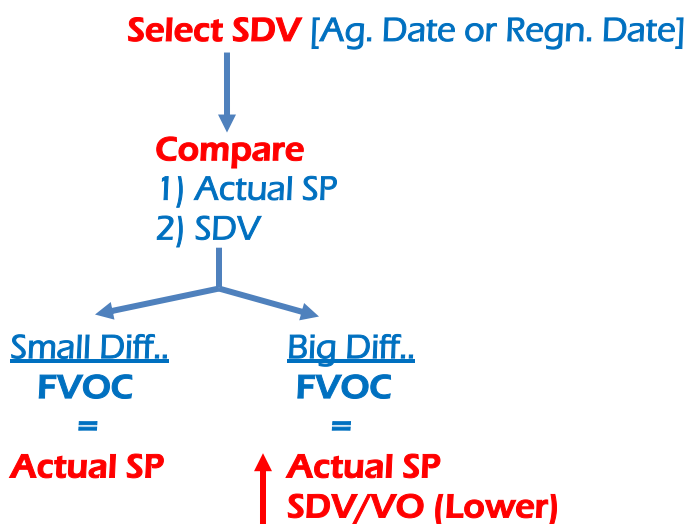 Select SDV [Ag. Date or Regn. Date]
Compare
1) Actual SP
2) SDV
Small Diff..
FVOC
=
Actual SP
Big Diff..
FVOC
=
Actual SP
SDV/VO (Lower)